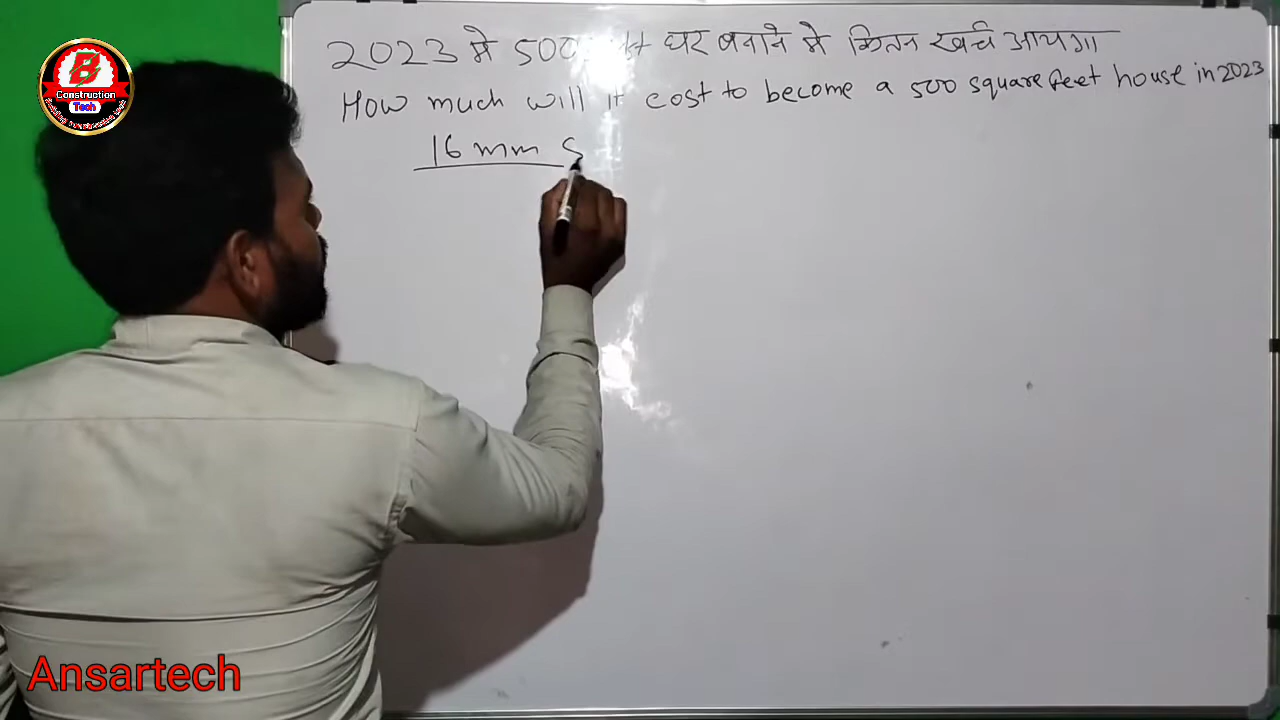 B
Construction
Tech
2023 मे 500 घर बनाने मे कितन खर्च आयगा
How much will it cost to become a 500 square feet house in 2023
16 mm S
Ansartech